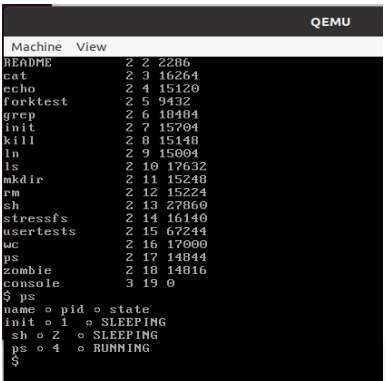 QEMU
Machine View
README 2 2 2286
cat 2 3 16264
echo 2 4 15120
forktest 2 5 9432
grep 2 6 18484
init 2 7 15704
kill 2 8 15148
ln 2 9 15004
ls 2 10 17632
mkdir 2 11 15248
rm 2 12 15224
sh 2 13 27860
stressfs 2 14 16140
usertests 2 15 67244
wc 2 16 17000
ps 2 17 14844
zombie 2 18 14816
console 3 19 0
$ ps
name o pid o state
init o 1 o SLEEPING
sh o 2 o SLEEPING
ps o 4 o RUNNING
$